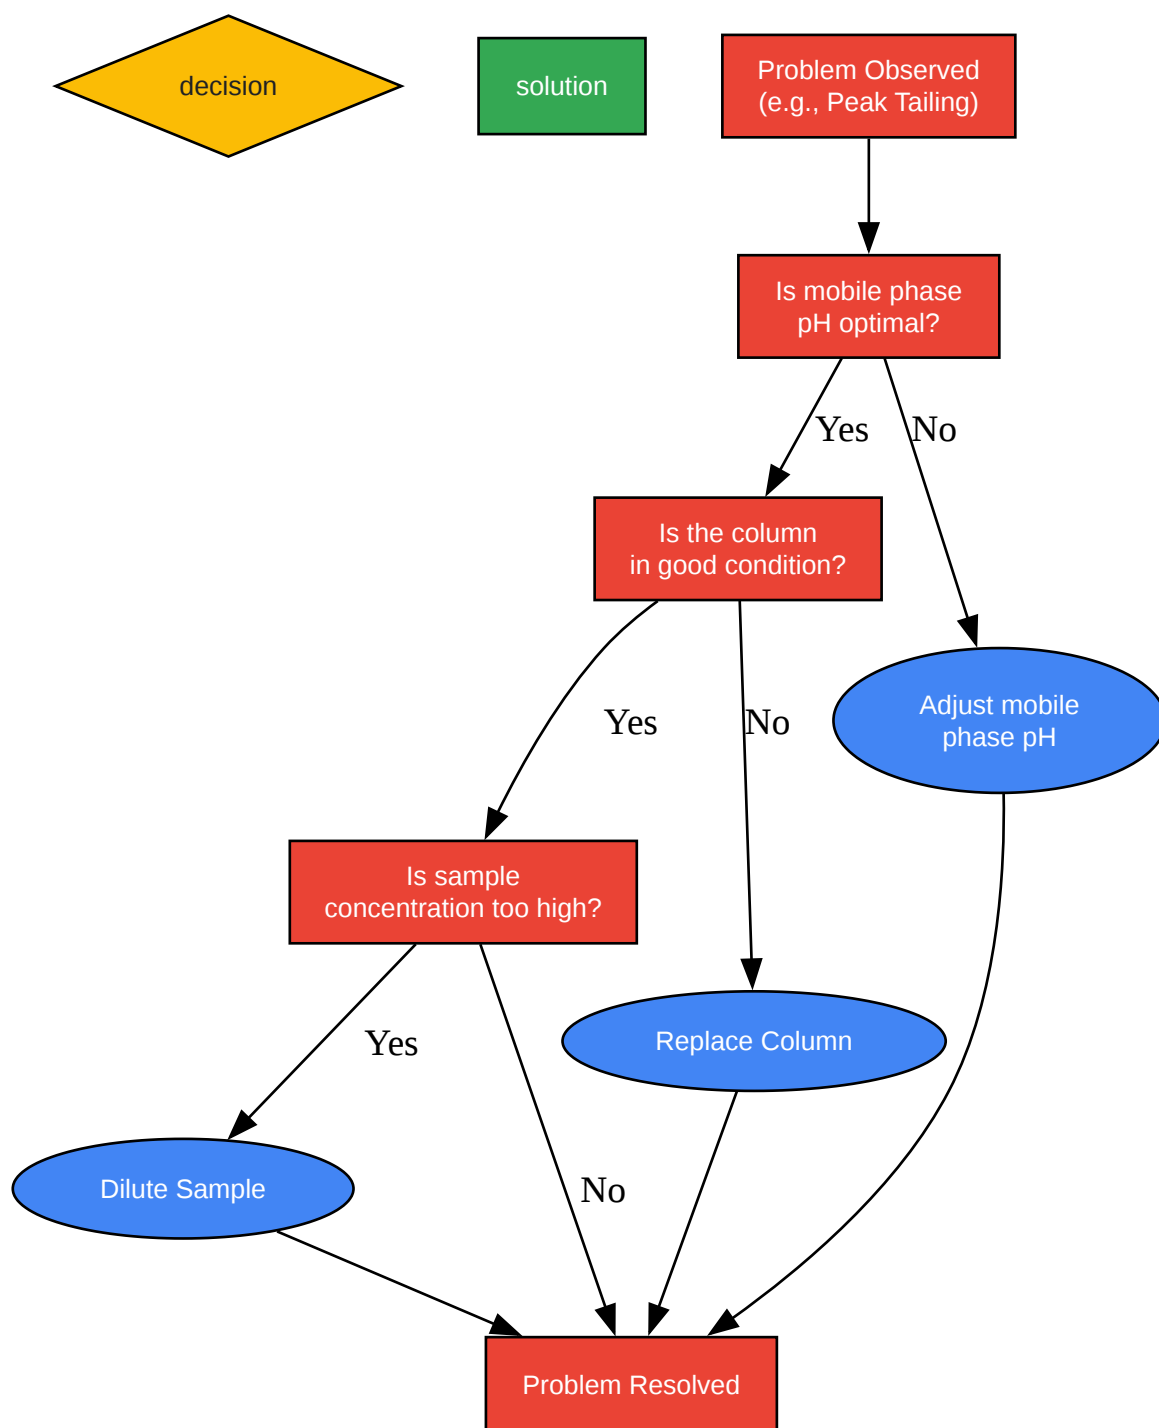 decision
solution
Problem Observed
(e.g., Peak Tailing)
Is mobile phase
pH optimal?
Yes
No
Is the column
in good condition?
Yes
No
Adjust mobile
phase pH
Is sample
concentration too high?
Yes
Replace Column
Dilute Sample
No
Problem Resolved